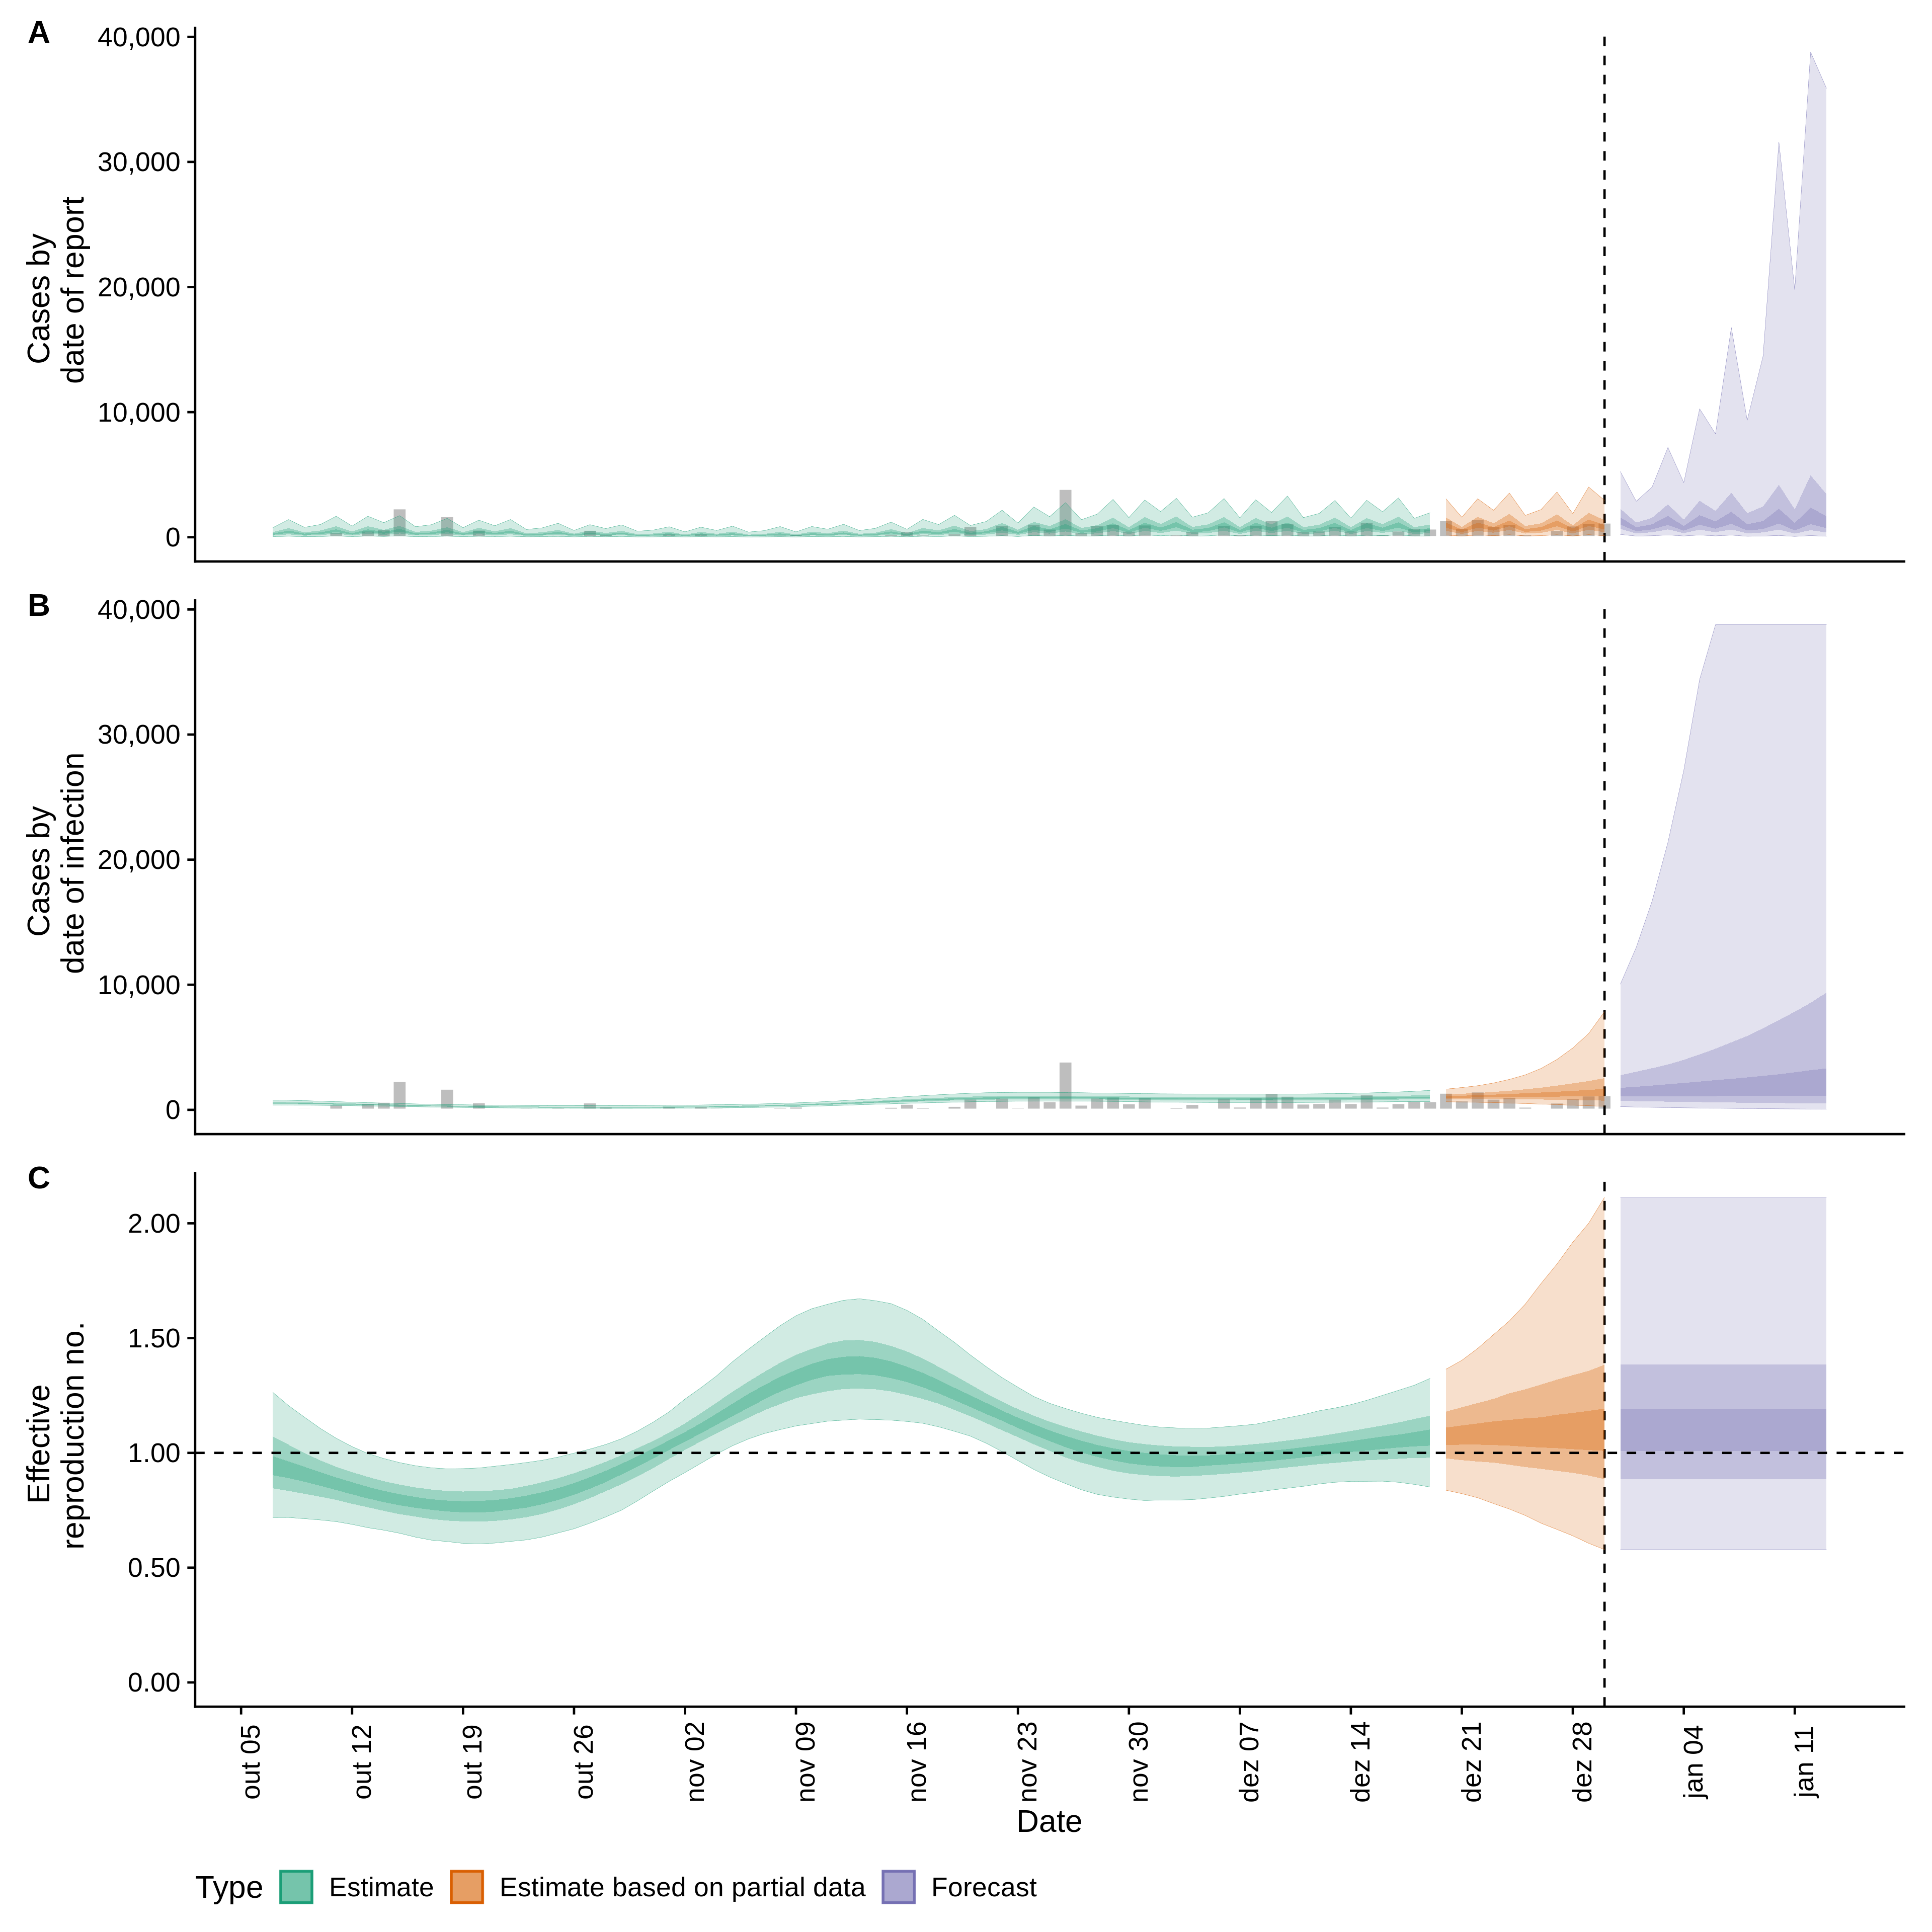 A
40,000
30,000
20,000
10,000
0
Cases by
date of report
B
40,000
30,000
20,000
10,000
0
Cases by
date of infection
C
2.00
1.50
1.00
0.50
0.00
Effective
reproduction no.
out 05
out 12
out 19
out 26
nov 02
nov 09
nov 16
nov 23
nov 30
dez 07
dez 14
dez 21
dez 28
jan 04
jan 11
Date
Type Estimate Estimate based on partial data Forecast